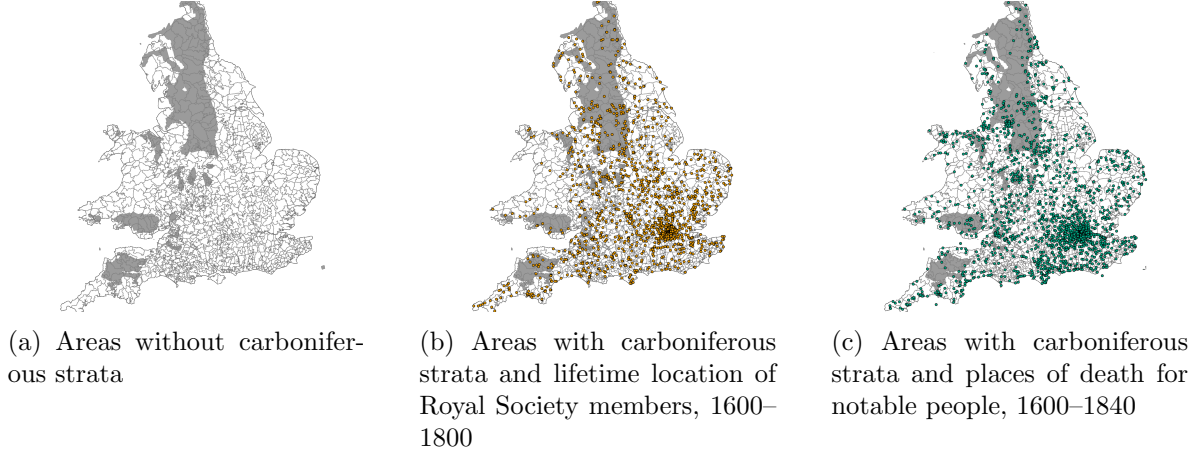 (a) Areas without carbonifer-
ous strata
(b) Areas with carboniferous
strata and lifetime location of
Royal Society members, 1600–
1800
(c) Areas with carboniferous
strata and places of death for
notable people, 1600–1840